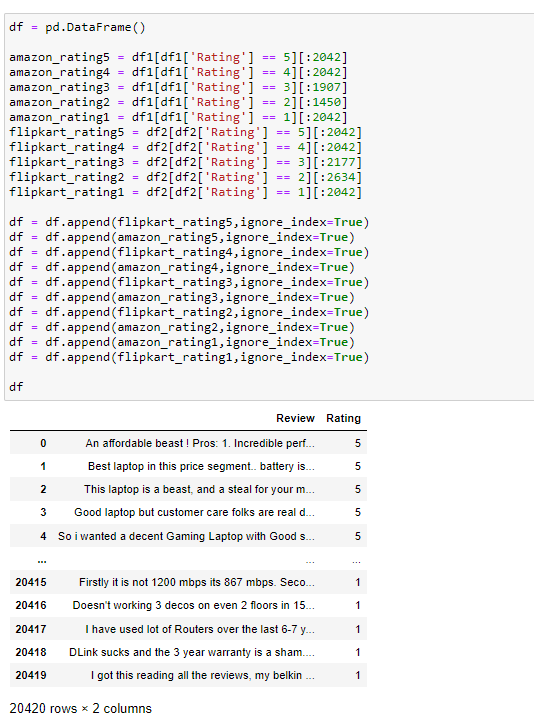 df = pd.DataFrame()
amazon_rating5 = df1[df1['Rating'] == 5][:2042]
amazon_rating4 = df1[df1['Rating'] == 4][:2042]
amazon_rating3 = df1[df1['Rating'] == 3][:1907]
amazon_rating2 = df1[df1['Rating'] == 2][:1450]
amazon_rating1 = df1[df1['Rating'] == 1][:2042]
flipkart_rating5 = df2[df2['Rating'] == 5][:2042]
flipkart_rating4 = df2[df2['Rating'] == 4][:2042]
flipkart_rating3 = df2[df2['Rating'] == 3][:2177]
flipkart_rating2 = df2[df2['Rating'] == 2][:2634]
flipkart_rating1 = df2[df2['Rating'] == 1][:2042]
df = df.append(flipkart_rating5,ignore_index=True)
df = df.append(amazon_rating5,ignore_index=True)
df = df.append(flipkart_rating4,ignore_index=True)
df = df.append(amazon_rating4,ignore_index=True)
df = df.append(flipkart_rating3,ignore_index=True)
df = df.append(amazon_rating3,ignore_index=True)
df = df.append(flipkart_rating2,ignore_index=True)
df = df.append(amazon_rating2,ignore_index=True)
df = df.append(amazon_rating1,ignore_index=True)
df = df.append(flipkart_rating1,ignore_index=True)
df
Review Rating
0 An affordable beast ! Pros: 1. Incredible perf... 5
1 Best laptop in this price segment.. battery is... 5
2 This laptop is a beast, and a steal for your m... 5
3 Good laptop but customer care folks are real d... 5
4 So i wanted a decent Gaming Laptop with Good s... 5
... ... ...
20415 Firstly it is not 1200 mbps its 867 mbps. Seco... 1
20416 Doesn't working 3 decos on even 2 floors in 15... 1
20417 I have used lot of Routers over the last 6-7 y... 1
20418 DLink sucks and the 3 year warranty is a sham.... 1
20419 I got this reading all the reviews, my belkin ... 1
20420 rows × 2 columns